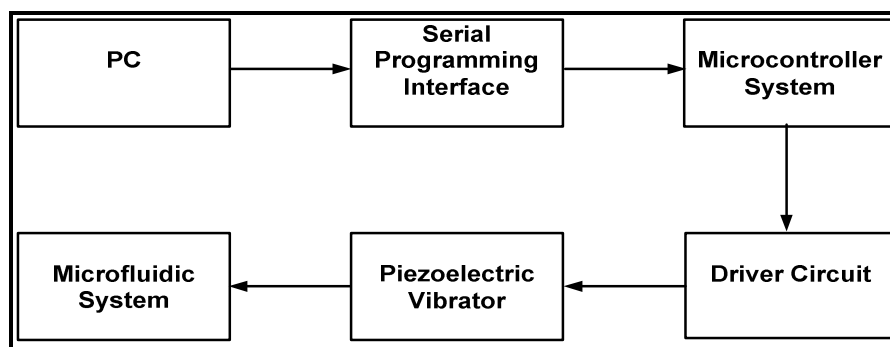 PC
Serial
Programming
Interface
Microcontroller
System
Microfluidic
System
Piezoelectric
Vibrator
Driver Circuit